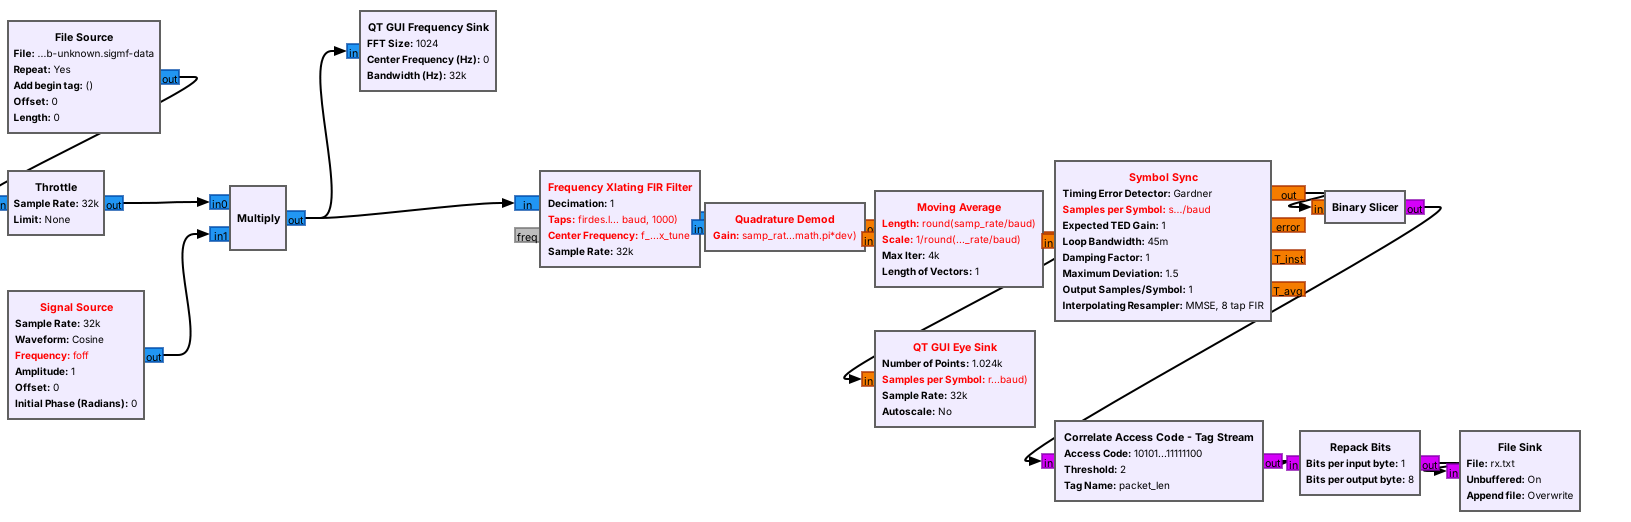 File Source
File: ...b-unknown.sigmf-data
Repeat: Yes
Add begin tag: ()
Offset: 0
Length: 0
out
QT GUI Frequency Sink
FFT Size: 1024
Center Frequency (Hz): 0
Bandwidth (Hz): 32k
in
Throttle
Sample Rate: 32k
Limit: None
out
Multiply
in0
in1
out
Signal Source
Sample Rate: 32k
Waveform: Cosine
Frequency: foff
Amplitude: 1
Offset: 0
Initial Phase (Radians): 0
out
Frequency Xlating FIR Filter
Decimation: 1
Taps: firdes.l... baud, 1000)
Center Frequency: f_...x_tune
Sample Rate: 32k
in
freq
Quadrature Demod
Gain: samp_rat...math.pi*dev)
in
Moving Average
Length: round(samp_rate/baud)
Scale: 1/round(..._rate/baud)
Max Iter: 4k
Length of Vectors: 1
in
QT GUI Eye Sink
Number of Points: 1.024k
Samples per Symbol: r...baud)
Sample Rate: 32k
Autoscale: No
in
Symbol Sync
Timing Error Detector: Gardner
Samples per Symbol: s.../baud
Expected TED Gain: 1
Loop Bandwidth: 45m
Damping Factor: 1
Maximum Deviation: 1.5
Output Samples/Symbol: 1
Interpolating Resampler: MMSE, 8 tap FIR
in
out
error
T_inst
T_avg
Binary Slicer
in
out
Correlate Access Code - Tag Stream
Access Code: 10101...11111100
Threshold: 2
Tag Name: packet_len
in
out
Repack Bits
Bits per input byte: 1
Bits per output byte: 8
in
out
File Sink
File: rx.txt
Unbuffered: On
Append file: Overwrite
in